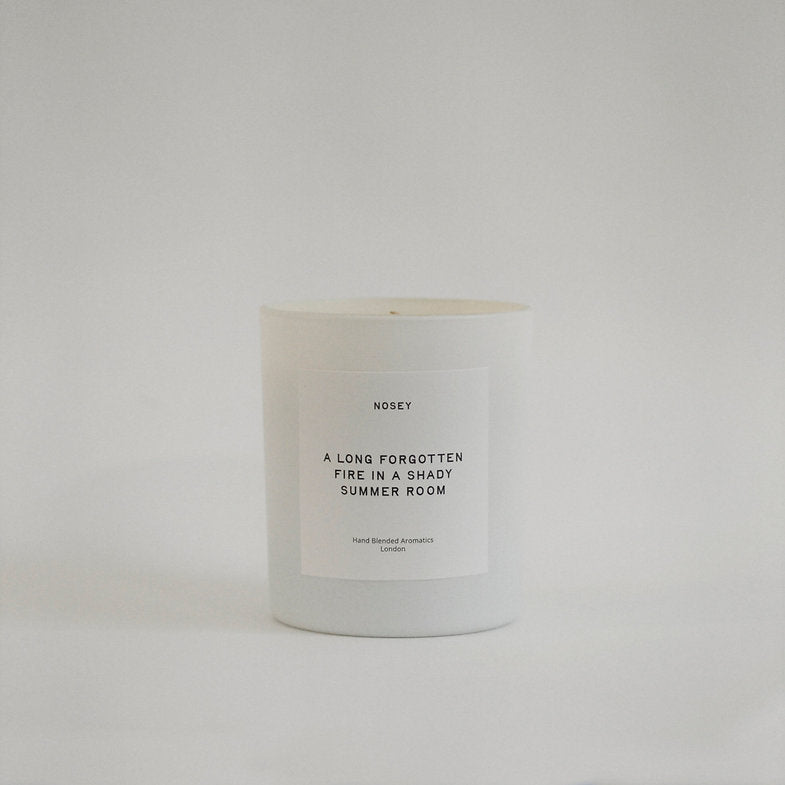 NOSEY
A LONG FORGOTTEN
FIRE IN A SHADY
SUMMER ROOM
Hand Blended Aromatics
London